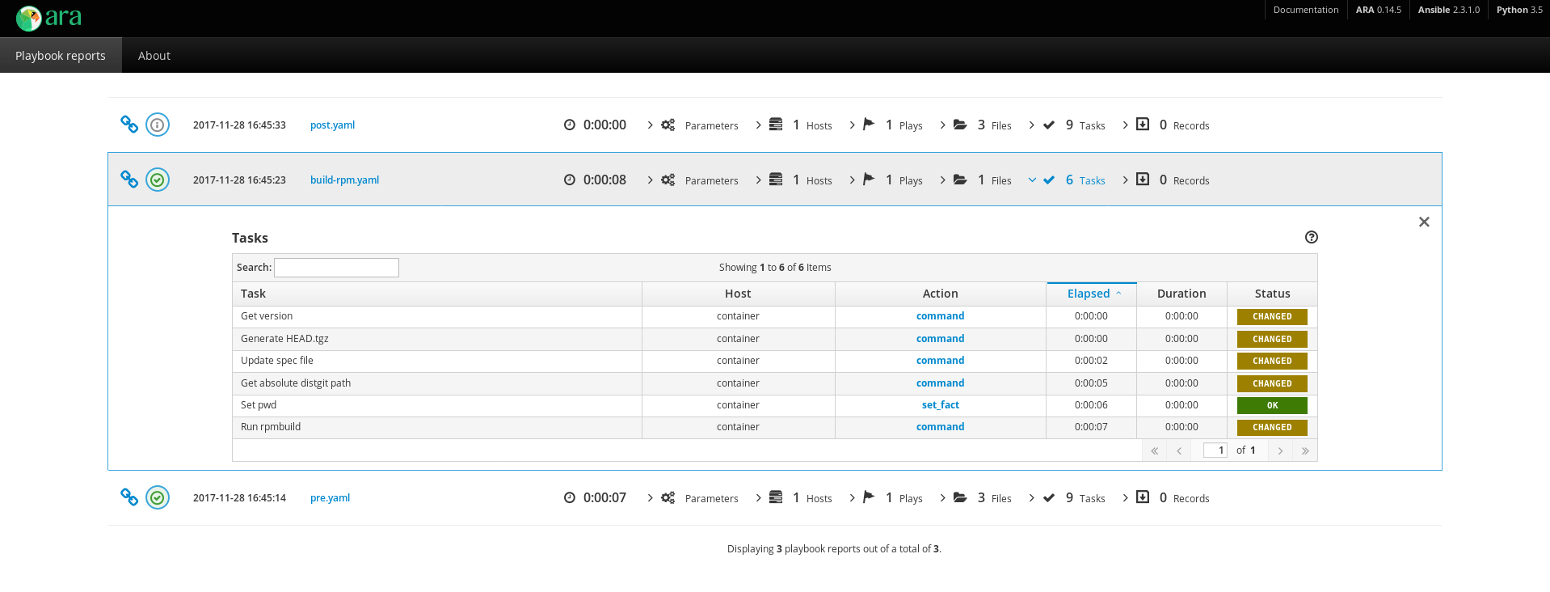 ara
Documentation ARA 0.14.5 Ansible 2.3.1.0 Python 3.5
Playbook reports About
2017-11-28 16:45:33 post.yaml 0:00:00 Parameters 1 Hosts 1 Plays 3 Files 9 Tasks 0 Records
2017-11-28 16:45:23 build-rpm.yaml 0:00:08 Parameters 1 Hosts 1 Plays 1 Files 6 Tasks 0 Records
Tasks
Search: Showing 1 to 6 of 6 Items
Task Host Action Elapsed Duration Status
Get version container command 0:00:00 0:00:00 CHANGED
Generate HEAD.tgz container command 0:00:00 0:00:00 CHANGED
Update spec file container command 0:00:02 0:00:00 CHANGED
Get absolute distgit path container command 0:00:05 0:00:00 CHANGED
Set pwd container set_fact 0:00:06 0:00:00 OK
Run rpmbuild container command 0:00:07 0:00:00 CHANGED
1 of 1
2017-11-28 16:45:14 pre.yaml 0:00:07 Parameters 1 Hosts 1 Plays 3 Files 9 Tasks 0 Records
Displaying 3 playbook reports out of a total of 3.